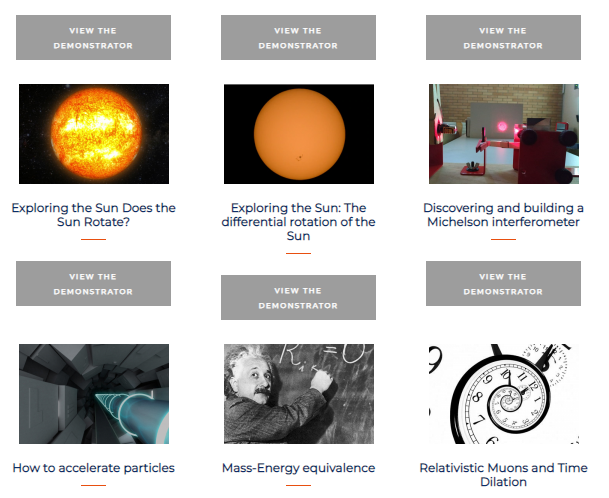 VIEW THE
DEMONSTRATOR
VIEW THE
DEMONSTRATOR
VIEW THE
DEMONSTRATOR
Exploring the Sun Does the
Sun Rotate?
Exploring the Sun: The
differential rotation of the
Sun
Discovering and building a
Michelson interferometer
VIEW THE
DEMONSTRATOR
VIEW THE
DEMONSTRATOR
VIEW THE
DEMONSTRATOR
How to accelerate particles
Mass-Energy equivalence
Relativistic Muons and Time
Dilation